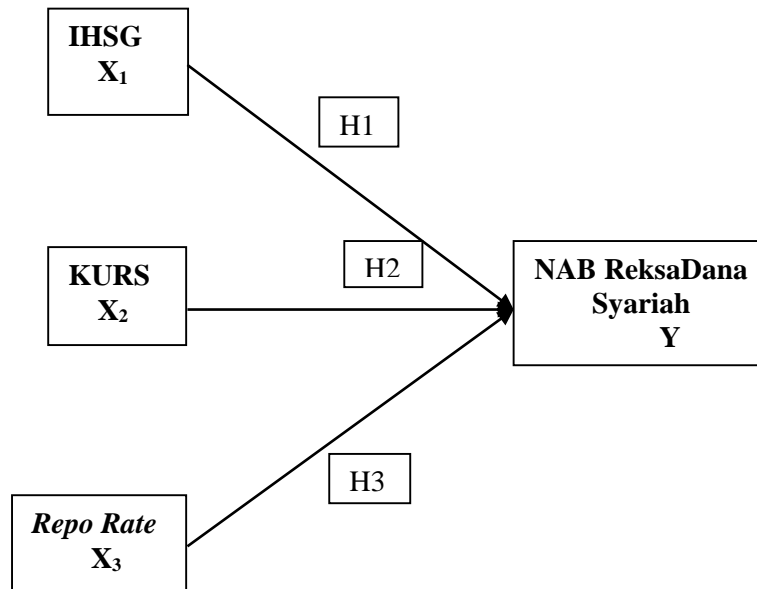 IHSG
X₁
H1
KURS
X₂
H2
NAB ReksaDana
Syariah
Y
H3
Repo Rate
X₃